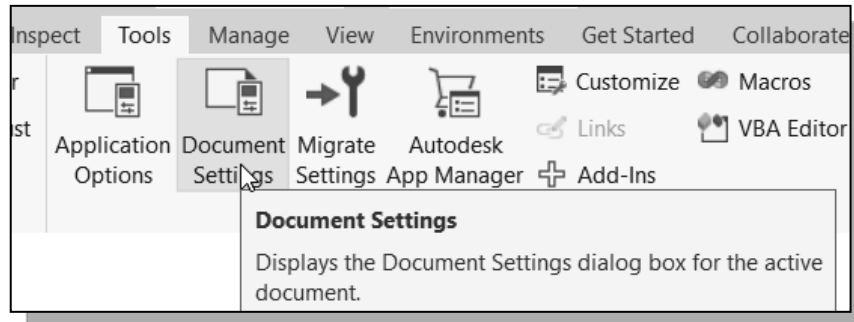 Inspect Tools Manage View Environments Get Started Collaborate
r Application Options Document Settings Migrate Settings Autodesk App Manager Customize Macros
ust Links VBA Editor
Add-Ins
Document Settings
Displays the Document Settings dialog box for the active
document.